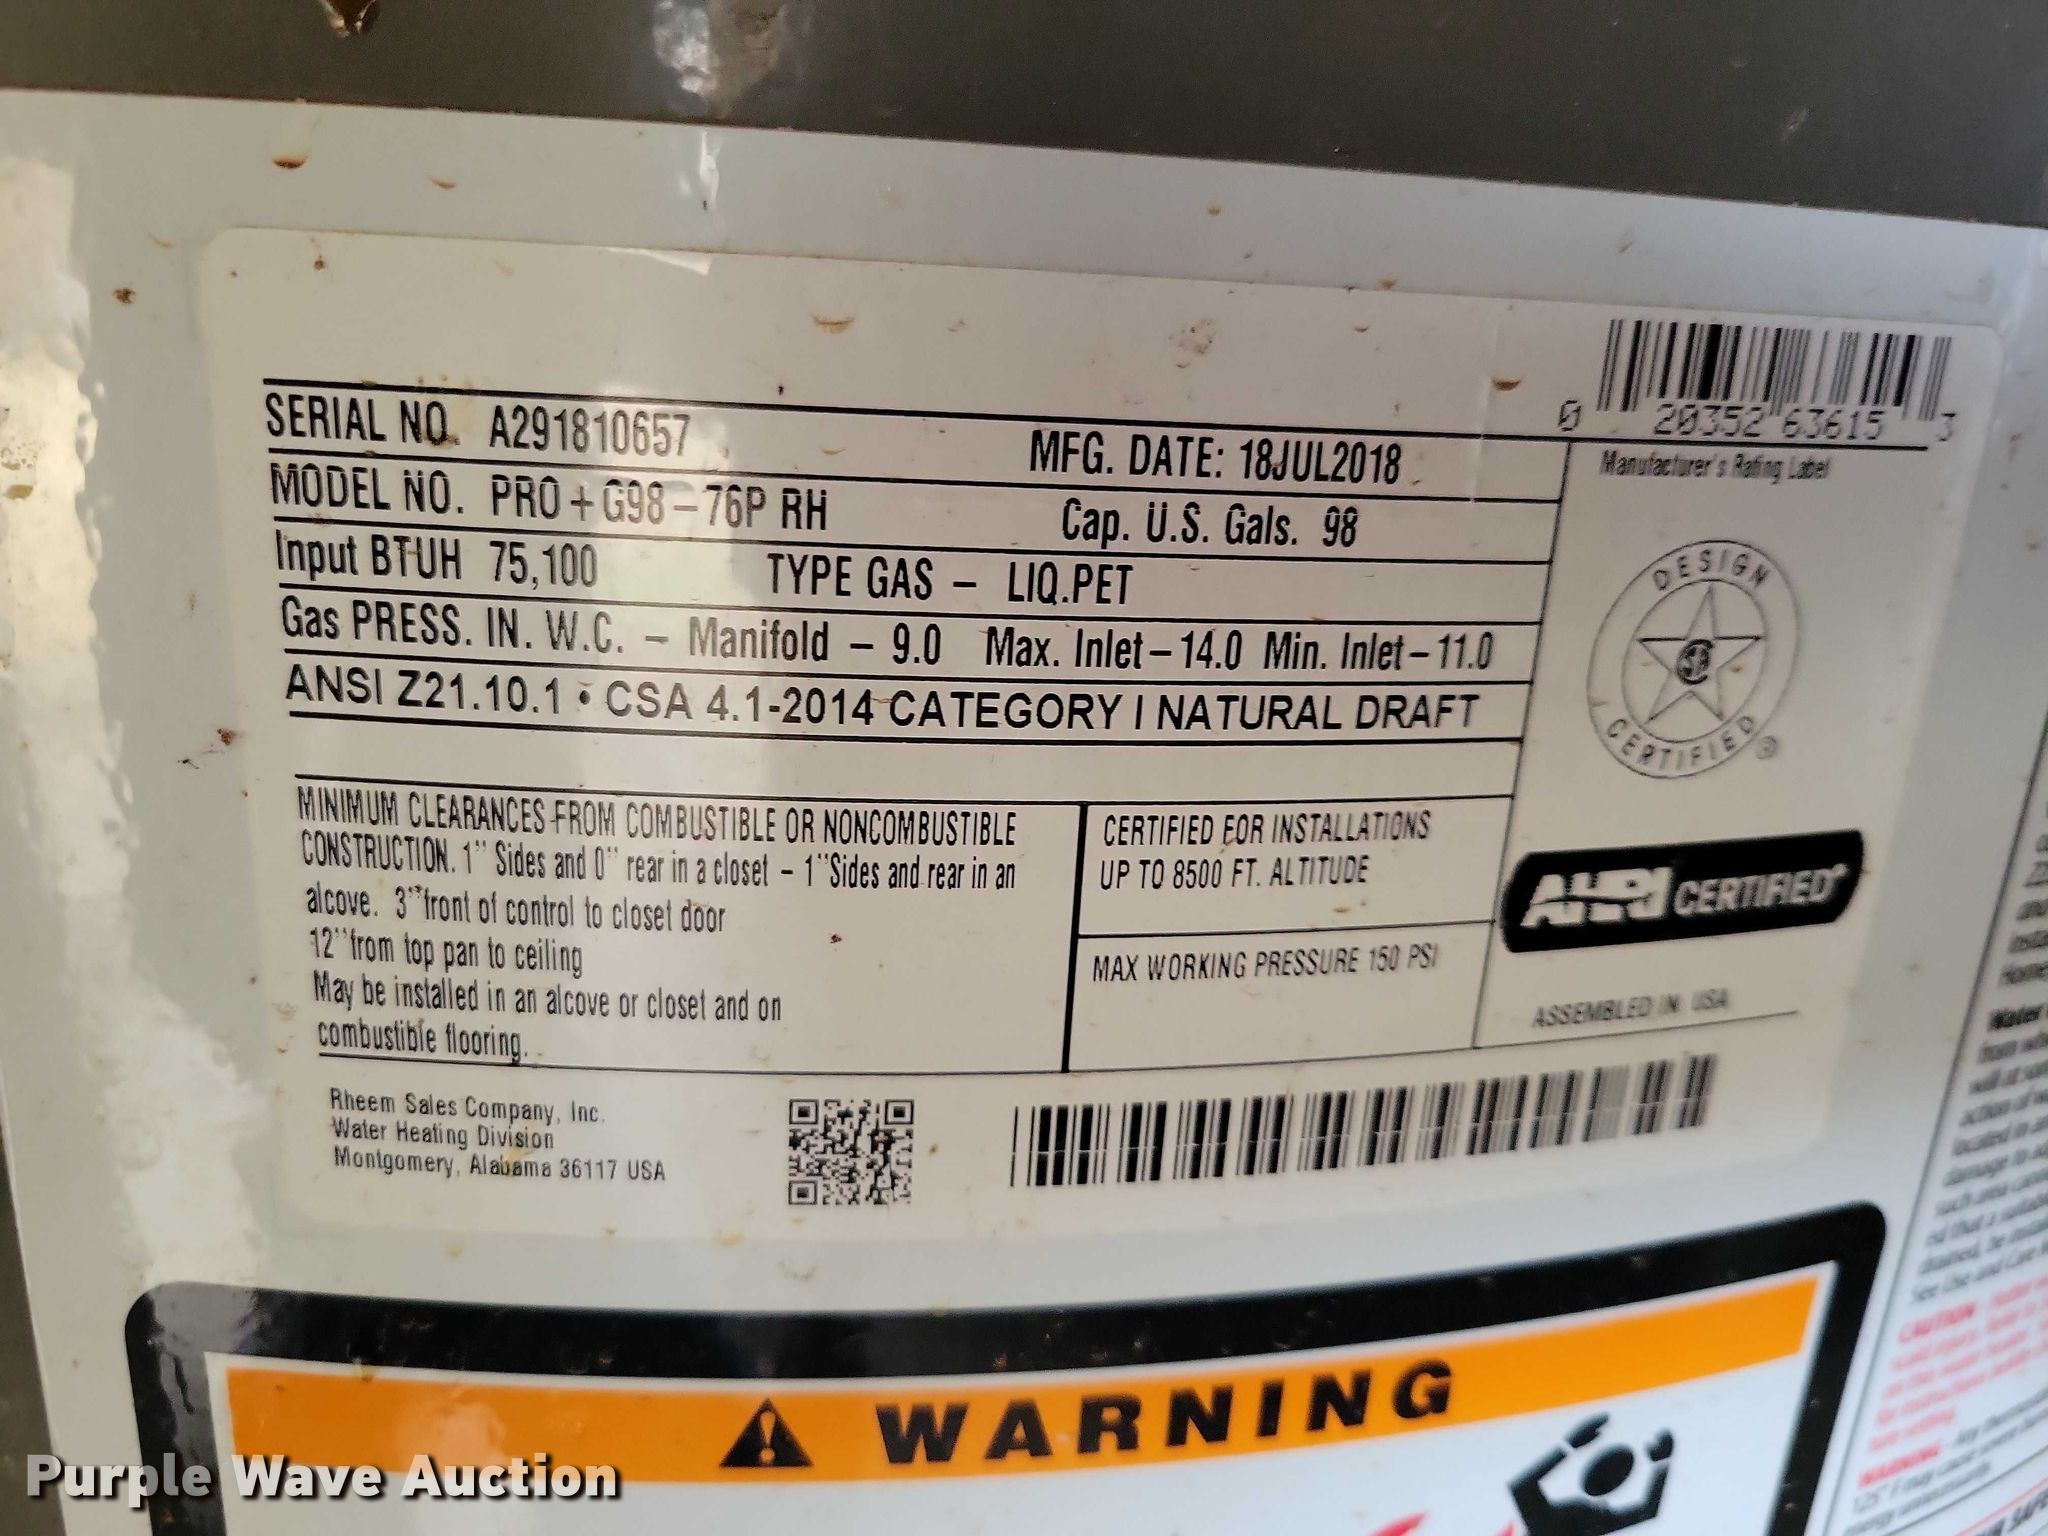 0 20352 63615 3
SERIAL NO. A291810657 MFG. DATE: 18JUL2018
Manufacturer's Rating Label
MODEL NO. PRO+G98-76P RH Cap. U.S. Gals. 98
Input BTUH 75,100 TYPE GAS - LIQ.PET
Gas PRESS. IN. W.C. - Manifold - 9.0 Max. Inlet-14.0 Min. Inlet-11.0
ANSI Z21.10.1 • CSA 4.1-2014 CATEGORY I NATURAL DRAFT
DESIGN
CERTIFIED ®
MINIMUM CLEARANCES FROM COMBUSTIBLE OR NONCOMBUSTIBLE
CONSTRUCTION. 1" Sides and 0" rear in a closet - 1" Sides and rear in an
alcove. 3" front of control to closet door
12" from top pan to ceiling
May be installed in an alcove or closet and on
combustible flooring.
CERTIFIED FOR INSTALLATIONS
UP TO 8500 FT. ALTITUDE
MAX WORKING PRESSURE 150 PSI
AHRI CERTIFIED
ASSEMBLED IN USA
Rheem Sales Company, Inc.
Water Heating Division
Montgomery, Alabama 36117 USA
WARNING
CAUTION
WARNING
Purple Wave Auction